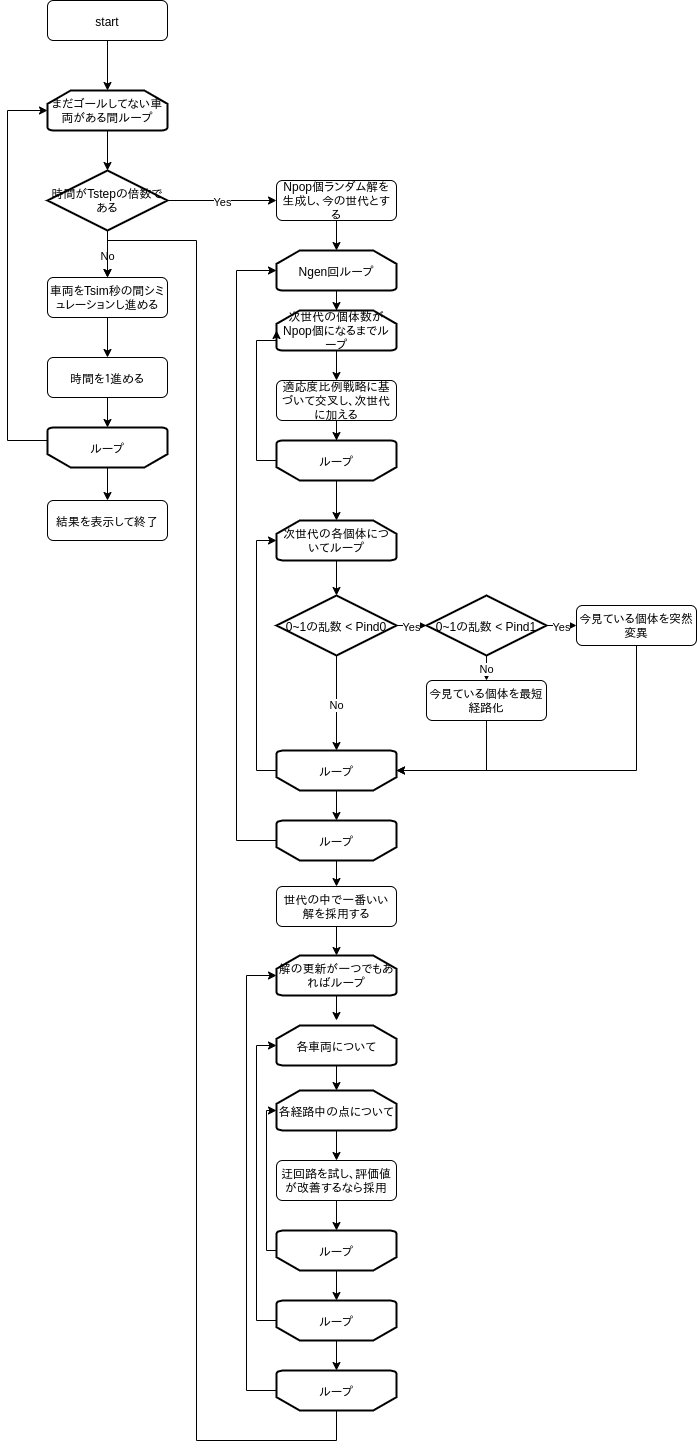 start
まだゴールしてない車
両がある間ループ
時間がTstepの倍数で
ある
Yes
No
車両をTsim秒の間シミ
ュレーションし進める
時間を1進める
ループ
結果を表示して終了
Npop個ランダム解を
生成し、今の世代とす
る
Ngen回ループ
次世代の個体数が
Npop個になるまでル
ープ
適応度比例戦略に基
づいて交叉し、次世代
に加える
ループ
次世代の各個体につ
いてループ
0~1の乱数 < Pind0
Yes
0~1の乱数 < Pind1
Yes
今見ている個体を突然
変異
No
今見ている個体を最短
経路化
No
ループ
ループ
世代の中で一番いい
解を採用する
解の更新が一つでもあ
ればループ
各車両について
各経路中の点について
迂回路を試し、評価値
が改善するなら採用
ループ
ループ
ループ